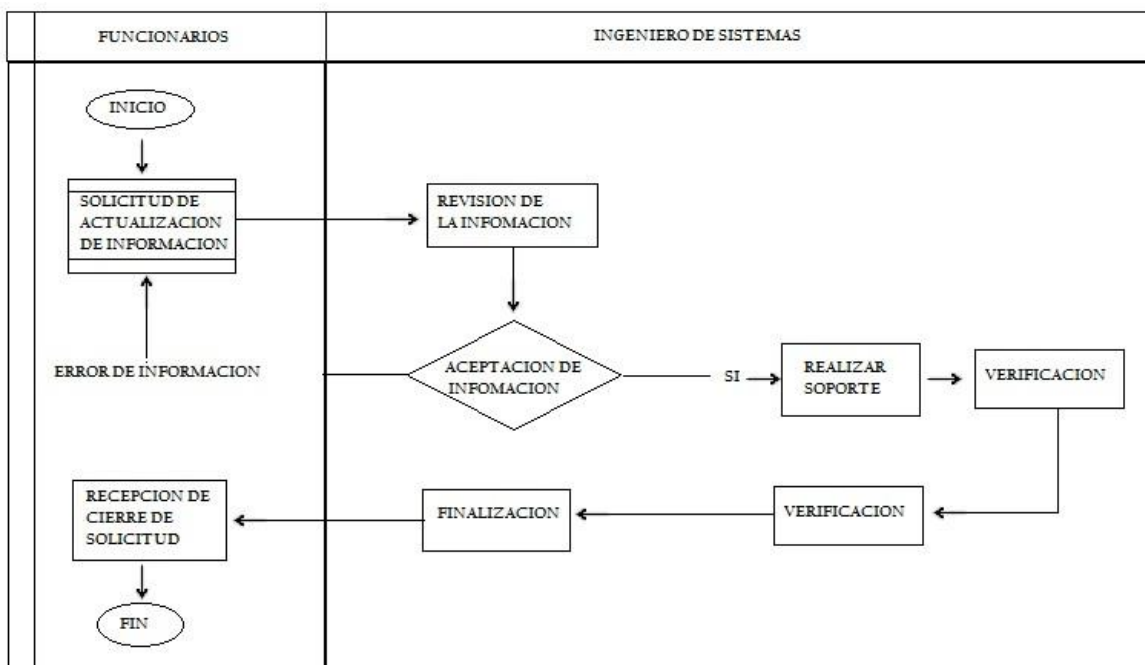 FUNCIONARIOS
INGENIERO DE SISTEMAS
INICIO
SOLICITUD DE
ACTUALIZACION
DE INFORMACION
REVISION DE
LA INFOMACION
ERROR DE INFORMACION
ACEPTACION DE
INFOMACION
SI
REALIZAR
SOPORTE
VERIFICACION
RECEPCION DE
CIERRE DE
SOLICITUD
FINALIZACION
VERIFICACION
FIN